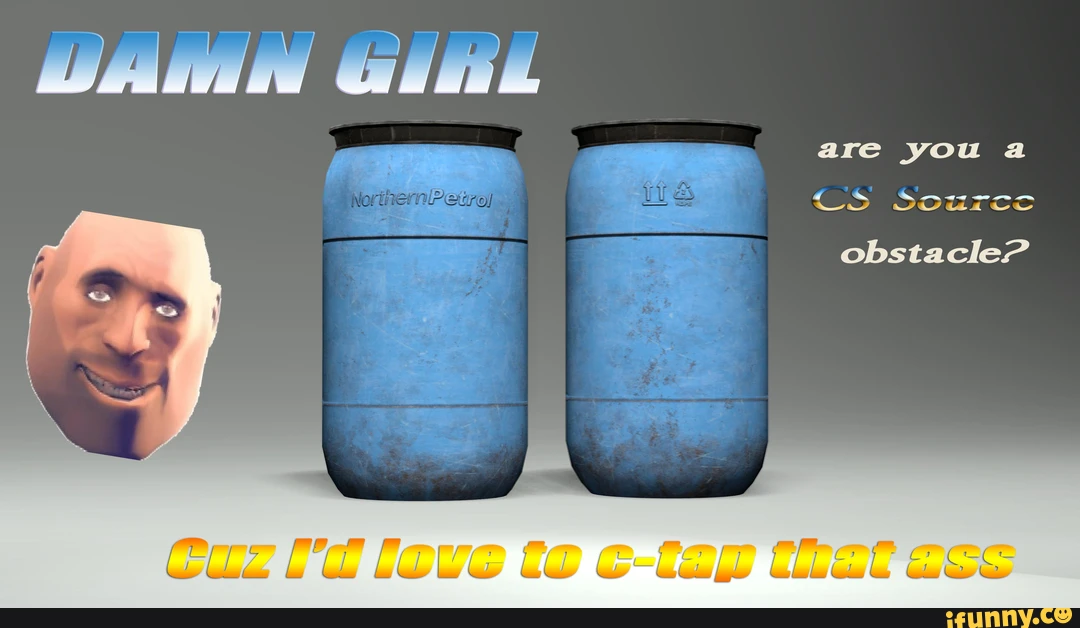 DAMN GIRL
are you a
CS Source
obstacle?
NorthernPetrol
Cuz I'd love to c-tap that ass
ifunny.co